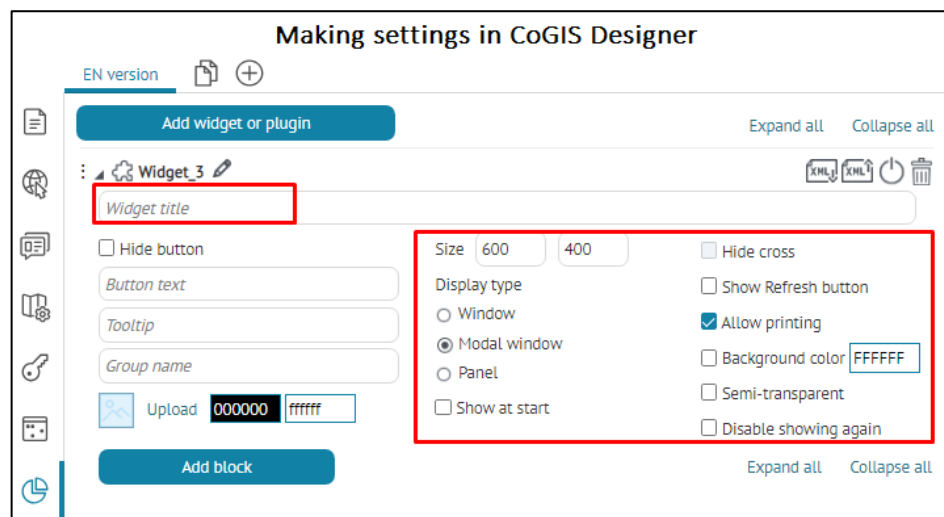 Making settings in CoGIS Designer
EN version
Add widget or plugin
Expand all Collapse all
Widget_3
XML XML
Widget title
Hide button
Button text
Tooltip
Group name
Upload 000000 ffffff
Size 600 400
Display type
Window
Modal window
Panel
Show at start
Hide cross
Show Refresh button
Allow printing
Background color FFFFFF
Semi-transparent
Disable showing again
Add block
Expand all Collapse all